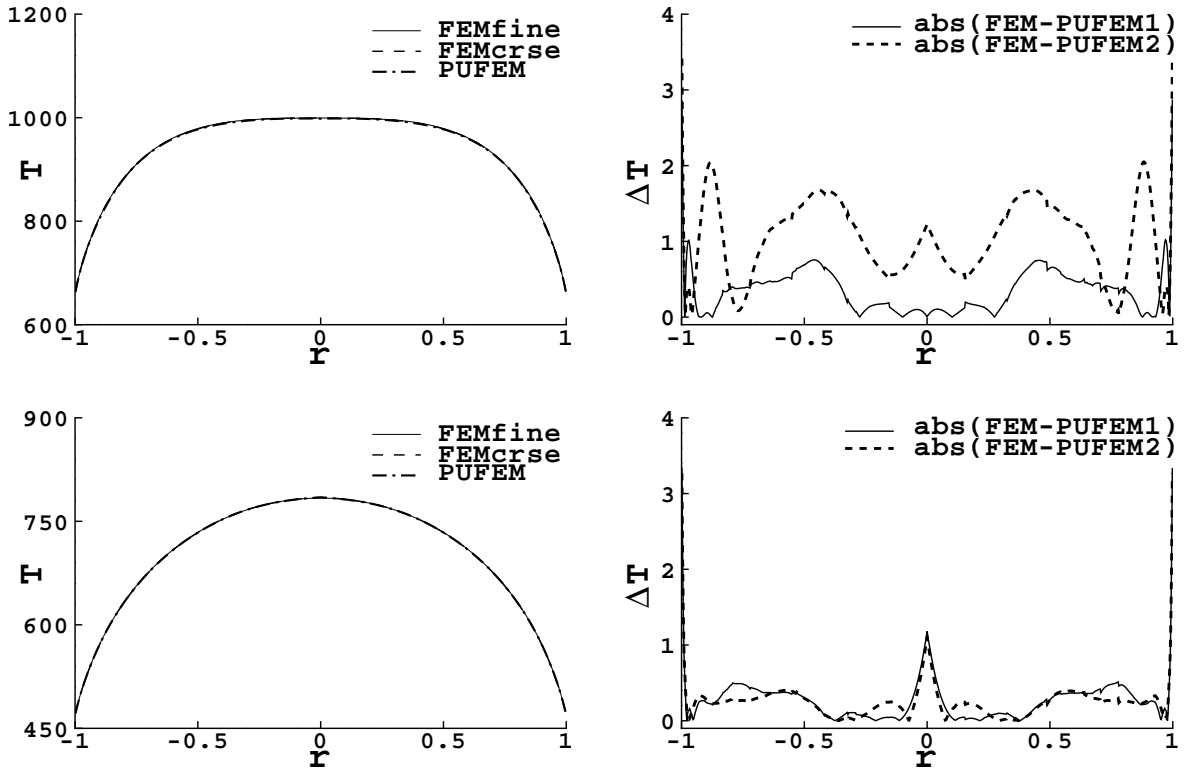 1200
1000
800
600
T
-1
-0.5
0
0.5
1
r
FEMfine
FEMcrse
PUFEM
4
3
2
1
0
ΔT
-1
-0.5
0
0.5
1
r
abs(FEM-PUFEM1)
abs(FEM-PUFEM2)
900
750
600
450
T
-1
-0.5
0
0.5
1
r
FEMfine
FEMcrse
PUFEM
4
3
2
1
0
ΔT
-1
-0.5
0
0.5
1
r
abs(FEM-PUFEM1)
abs(FEM-PUFEM2)